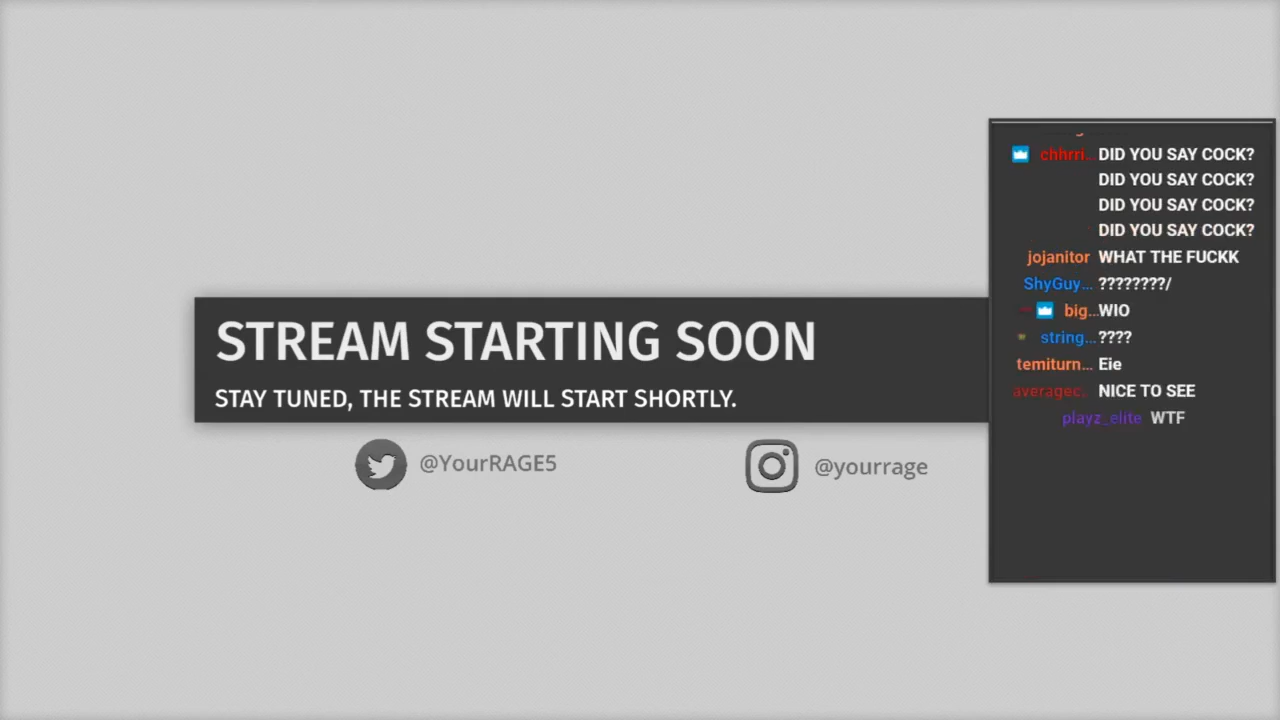 STREAM STARTING SOON
STAY TUNED, THE STREAM WILL START SHORTLY.
@YourRAGE5
@yourrage
chhrri... DID YOU SAY COCK?
DID YOU SAY COCK?
DID YOU SAY COCK?
DID YOU SAY COCK?
jojanitor WHAT THE FUCKK
ShyGuy... ????????/
big... WIO
string... ????
temiturn... Eie
averagec. NICE TO SEE
playz_elite WTF